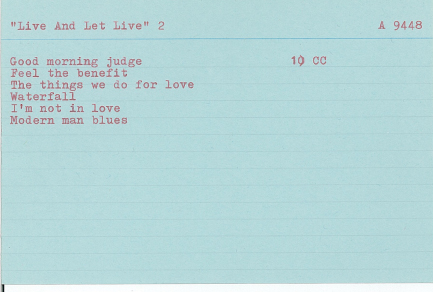 "Live And Let Live" 2 A 9448
Good morning judge 10 CC
Feel the benefit
The things we do for love
Waterfall
I'm not in love
Modern man blues